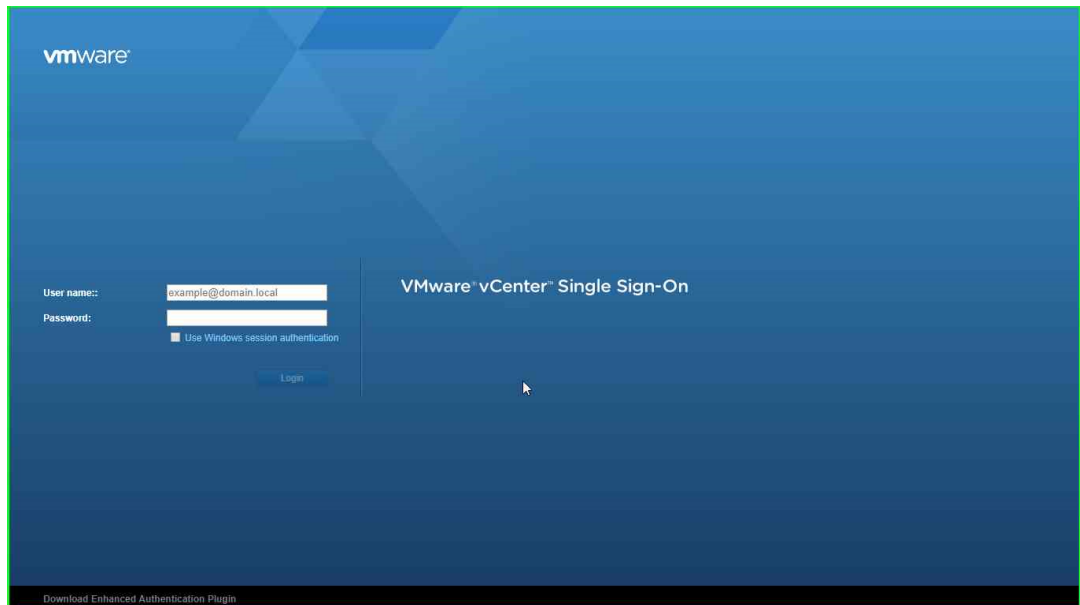 vmware®
VMware® vCenter™ Single Sign-On
User name::
example@domain.local
Password:
Use Windows session authentication
Login
Download Enhanced Authentication Plugin